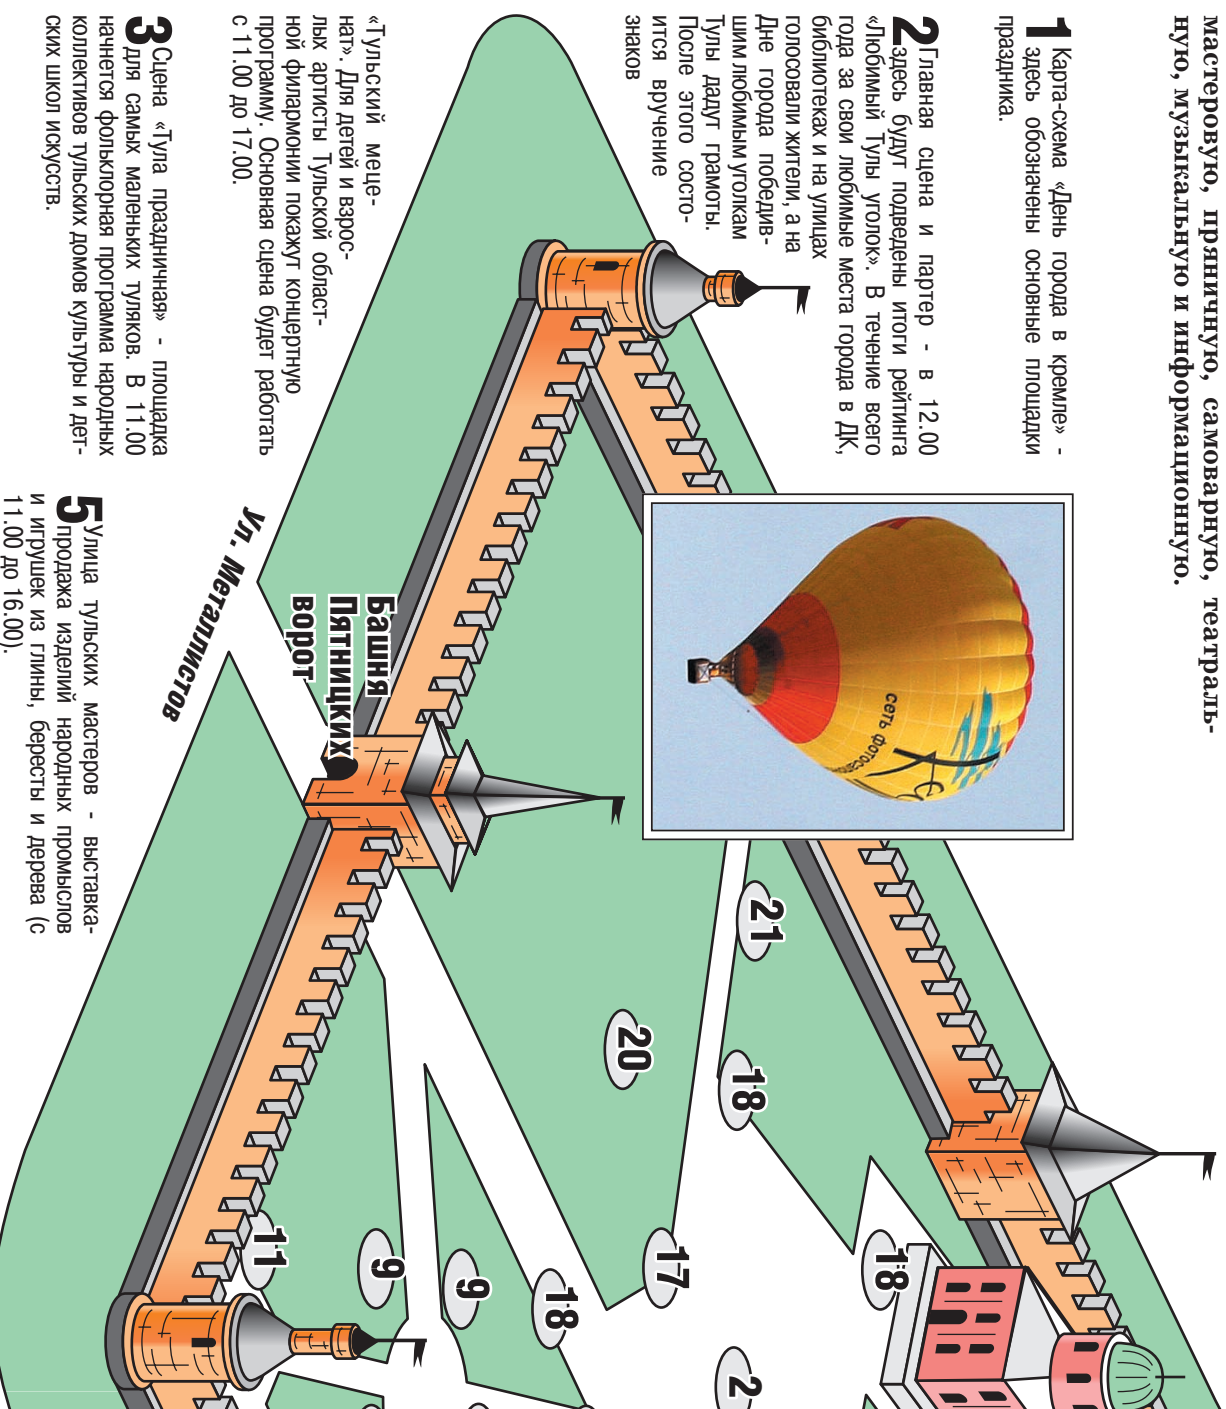 мастеровую, пряничную, самоварную, театраль-
ную, музыкальную и информационную.
1 Карта-схема «День города в кремле» -
здесь обозначены основные площадки
праздника.
2 Главная сцена и партер - в 12.00
здесь будут подведены итоги рейтинга
«Любимый Тулы уголок». В течение всего
года за свои любимые места города в ДК,
библиотеках и на улицах
голосовали жители, а на
Дне города победив-
шим любимым уголкам
Тулы дадут грамоты.
После этого состо-
ится вручение
знаков
«Тульский меце-
нат». Для детей и взрос-
лых артисты Тульской област-
ной филармонии покажут концертную
программу. Основная сцена будет работать
с 11.00 до 17.00.
3 Сцена «Тула праздничная» - площадка
для самых маленьких туляков. В 11.00
начнется фольклорная программа народных
коллективов тульских домов культуры и дет-
ских школ искусств.
5 Улица тульских мастеров - выставка-
продажа изделий народных промыслов
и игрушек из глины, бересты и дерева (с
11.00 до 16.00).
Ул. Металлистов
Башня
Пятницких
ворот
сеть
21
20
18
18
17
18
9
9
11
2